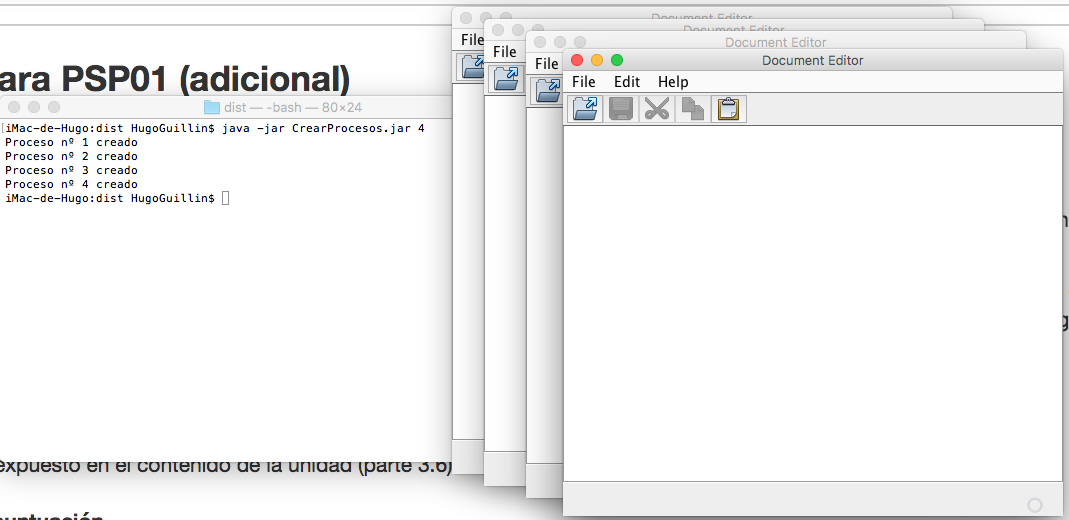 Document Editor
Document Editor
Document Editor
Document Editor
File
File
File
File Edit Help
ara PSP01 (adicional)
dist — -bash — 80×24
[iMac-de-Hugo:dist HugoGuillin$ java -jar CrearProcesos.jar 4
Proceso nº 1 creado
Proceso nº 2 creado
Proceso nº 3 creado
Proceso nº 4 creado
iMac-de-Hugo:dist HugoGuillin$
expuesto en el contenido de la unidad (parte 3.6)
puntuación